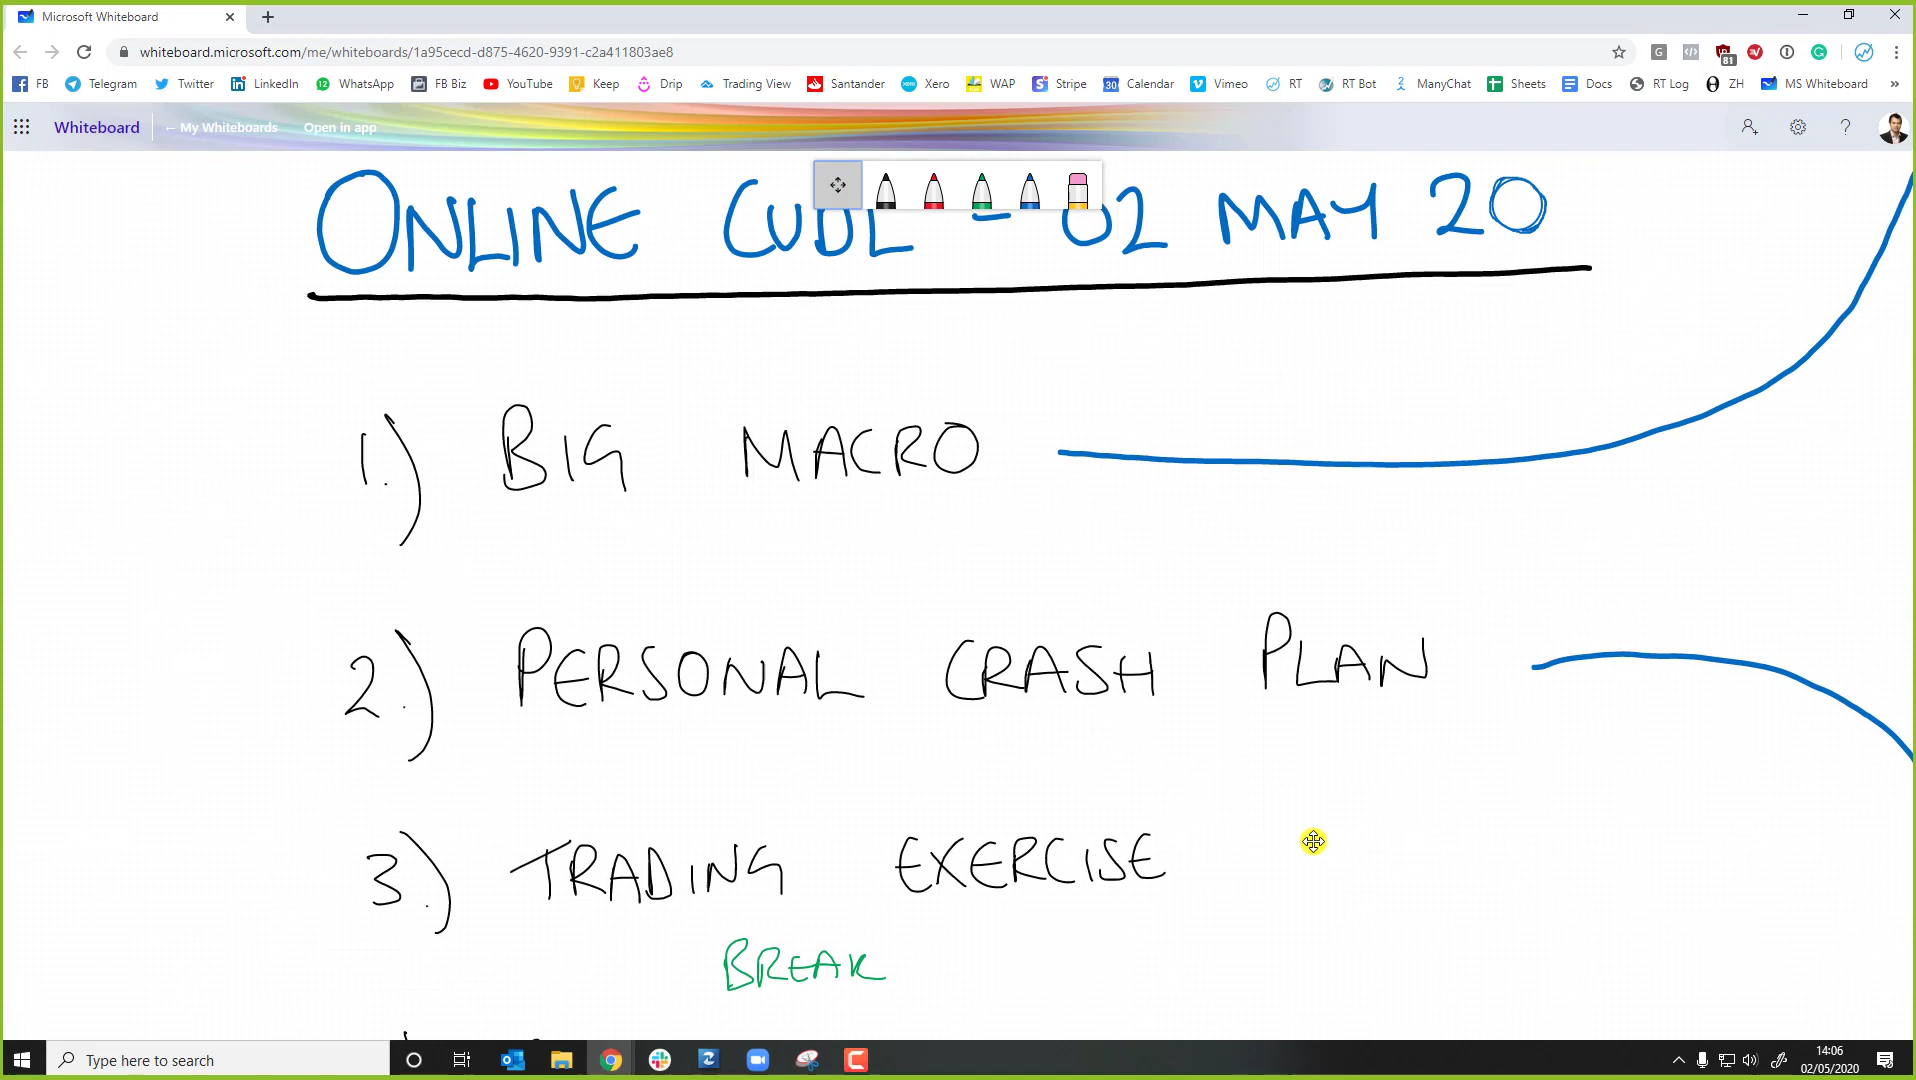 Microsoft Whiteboard
whiteboard.microsoft.com/me/whiteboards/1a95cecd-d875-4620-9391-c2a411803ae8
G
81
FB Telegram Twitter LinkedIn 12 WhatsApp FB Biz YouTube Keep Drip Trading View Santander Xero WAP Stripe 30 Calendar Vimeo RT RT Bot ManyChat Sheets Docs RT Log ZH MS Whiteboard »
Whiteboard ← My Whiteboards Open in app ?
ONLINE CUDL - 02 MAY 20
1.) BIG MACRO
2.) PERSONAL CRASH PLAN
3.) TRADING EXERCISE
BREAK
Type here to search
14:06
02/05/2020